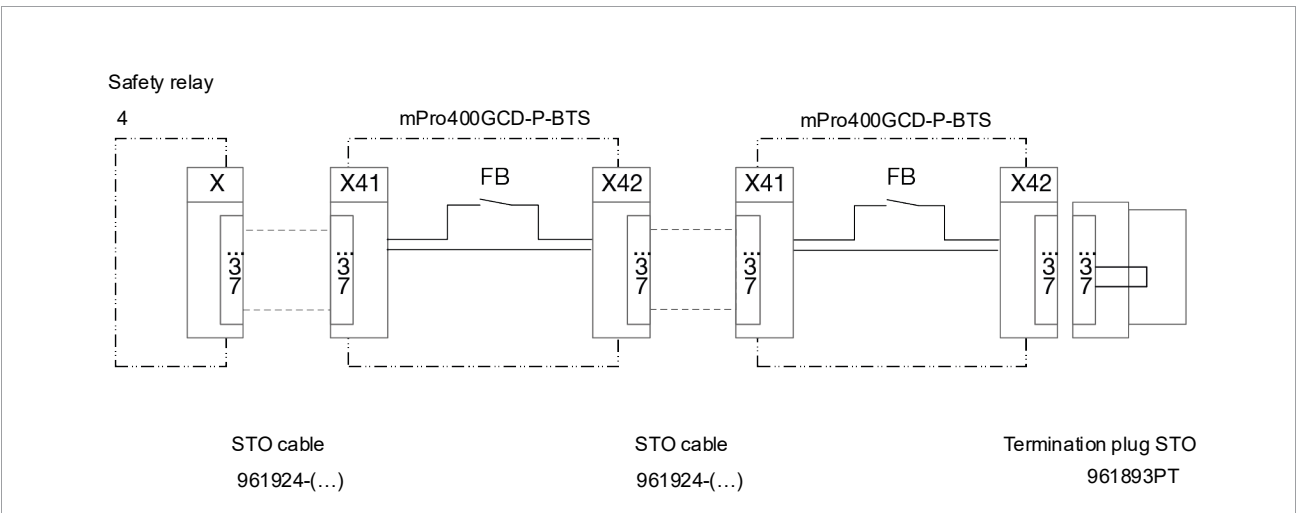 Safety relay
4
mPro400GCD-P-BTS
mPro400GCD-P-BTS
X
X41
FB
X42
X41
FB
X42
...
3
7
...
3
7
...
3
7
...
3
7
...
3
7
...
3
7
STO cable
961924-(…)
STO cable
961924-(…)
Termination plug STO
961893PT